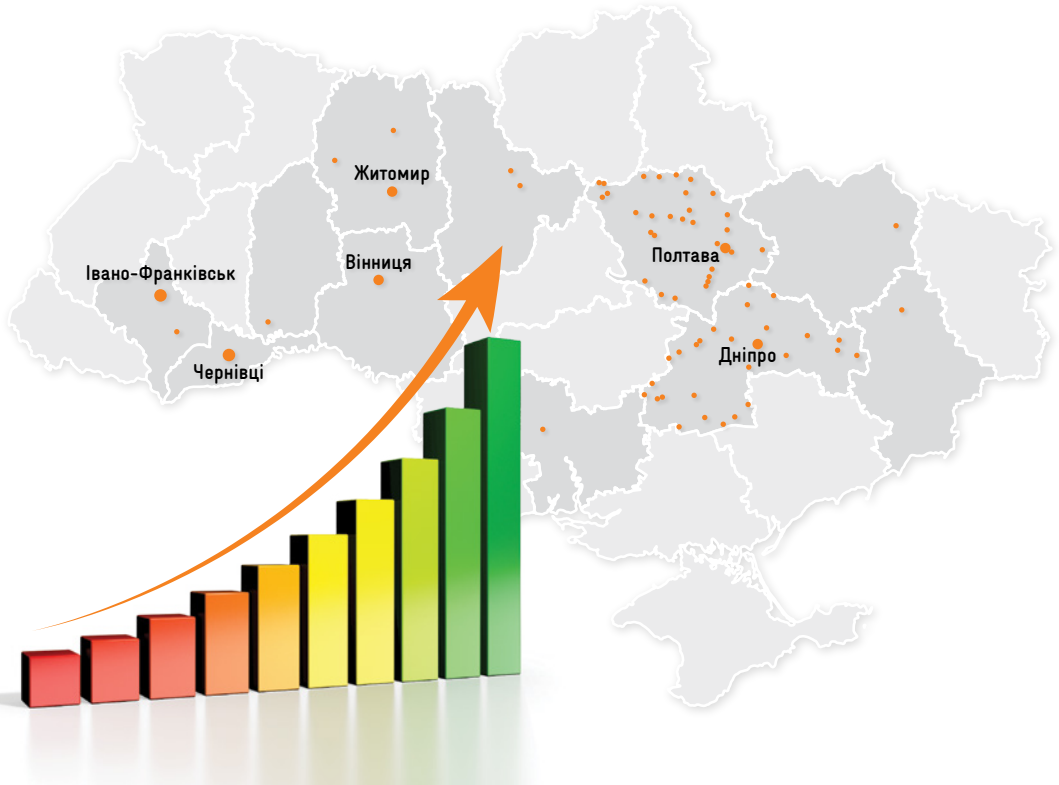 Житомир
Вінниця
Полтава
Івано-Франківськ
Дніпро
Чернівці